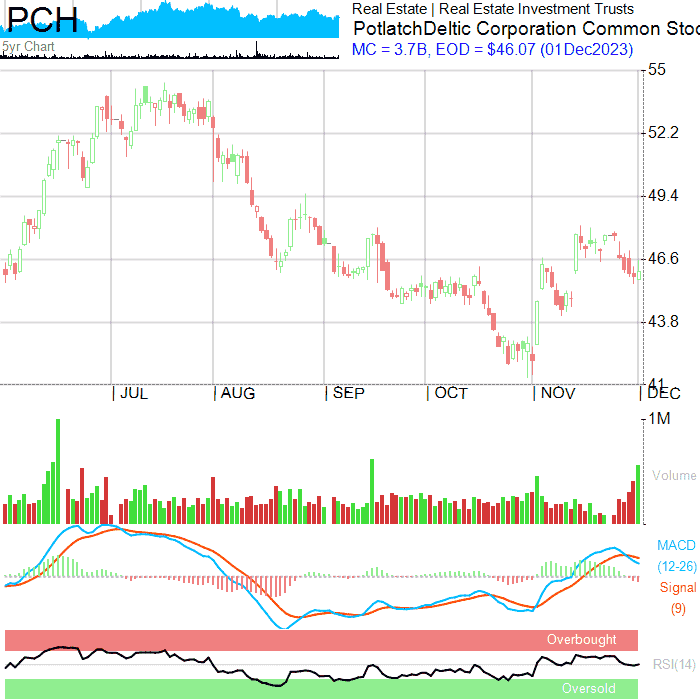 PCH
5yr Chart
Real Estate | Real Estate Investment Trusts
PotlatchDeltic Corporation Common Stoc
MC = 3.7B, EOD = $46.07 (01Dec2023)
55
52.2
49.4
46.6
43.8
41
JUL
AUG
SEP
OCT
NOV
DEC
1M
Volume
MACD
(12-26)
Signal
(9)
Overbought
RSI(14)
Oversold